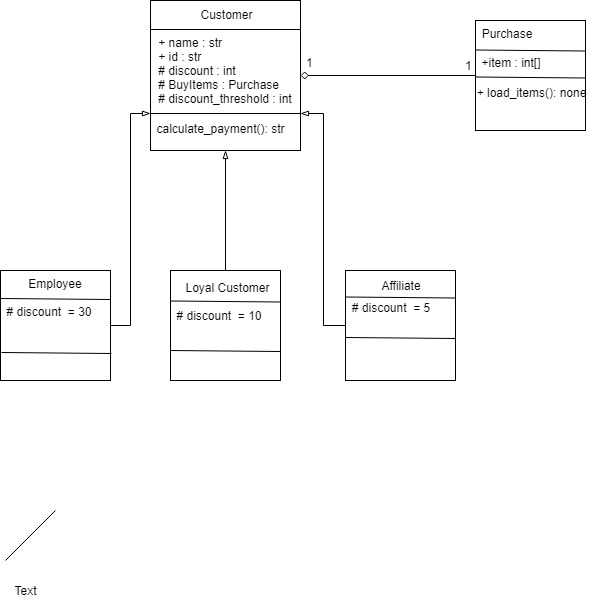 Customer
+ name : str
+ id : str
# discount : int
# BuyItems : Purchase
# discount_threshold : int
calculate_payment(): str
1
1
Purchase
+item : int[]
+ load_items(): none
Employee
# discount  = 30
Loyal Customer
# discount  = 10
Affiliate
# discount  = 5
Text